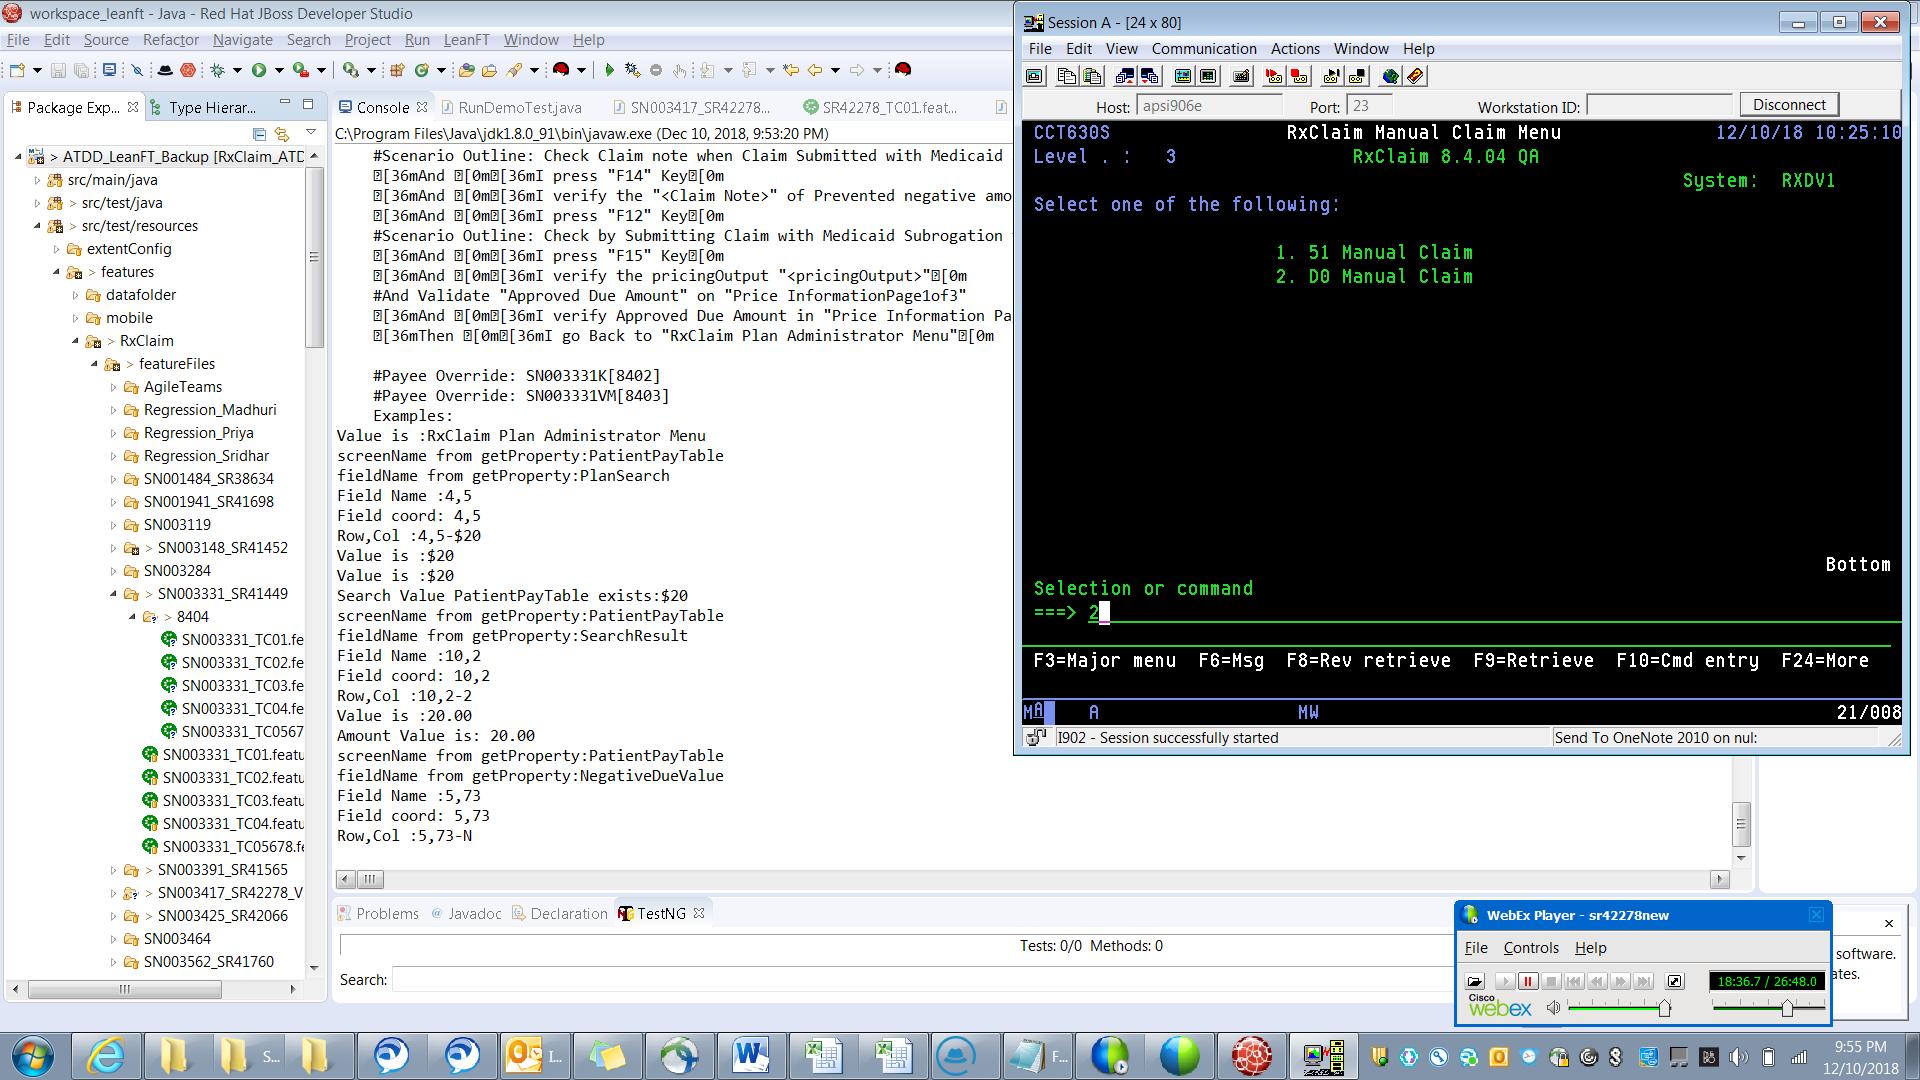 workspace_leanft - Java - Red Hat JBoss Developer Studio
File Edit Source Refactor Navigate Search Project Run LeanFT Window Help
Package Exp...
Type Hierar...
> ATDD_LeanFT_Backup [RxClaim_ATD
src/main/java
> src/test/java
> src/test/resources
extentConfig
> features
datafolder
mobile
> RxClaim
> featureFiles
AgileTeams
Regression_Madhuri
Regression_Priya
Regression_Sridhar
SN001484_SR38634
SN001941_SR41698
SN003119
> SN003148_SR41452
SN003284
> SN003331_SR41449
> 8404
SN003331_TC01.fe
SN003331_TC02.fe
SN003331_TC03.fe
SN003331_TC04.fe
SN003331_TC0567
SN003331_TC01.featu
SN003331_TC02.featu
SN003331_TC03.featu
SN003331_TC04.featu
SN003331_TC05678.fe
> SN003391_SR41565
> SN003417_SR42278_V
> SN003425_SR42066
SN003464
> SN003562_SR41760
Console
RunDemoTest.java
SN003417_SR42278...
SR42278_TC01.feat...
C:\Program Files\Java\jdk1.8.0_91\bin\javaw.exe (Dec 10, 2018, 9:53:20 PM)
#Scenario Outline: Check Claim note when Claim Submitted with Medicaid
[36mAnd [0m[36mI press "F14" Key[0m
[36mAnd [0m[36mI verify the "<Claim Note>" of Prevented negative amo
[36mAnd [0m[36mI press "F12" Key[0m
#Scenario Outline: Check by Submitting Claim with Medicaid Subrogation
[36mAnd [0m[36mI press "F15" Key[0m
[36mAnd [0m[36mI verify the pricingOutput "<pricingOutput>"[0m
#And Validate "Approved Due Amount" on "Price InformationPage1of3"
[36mAnd [0m[36mI verify Approved Due Amount in "Price Information Pa
[36mThen [0m[36mI go Back to "RxClaim Plan Administrator Menu"[0m
#Payee Override: SN003331K[8402]
#Payee Override: SN003331VM[8403]
Examples:
Value is :RxClaim Plan Administrator Menu
screenName from getProperty:PatientPayTable
fieldName from getProperty:PlanSearch
Field Name :4,5
Field coord: 4,5
Row,Col :4,5-$20
Value is :$20
Value is :$20
Search Value PatientPayTable exists:$20
screenName from getProperty:PatientPayTable
fieldName from getProperty:SearchResult
Field Name :10,2
Field coord: 10,2
Row,Col :10,2-2
Value is :20.00
Amount Value is: 20.00
screenName from getProperty:PatientPayTable
fieldName from getProperty:NegativeDueValue
Field Name :5,73
Field coord: 5,73
Row,Col :5,73-N
Problems @ Javadoc Declaration TestNG
Tests: 0/0 Methods: 0
Search:
Session A - [24 x 80]
File Edit View Communication Actions Window Help
Host: apsi906e Port: 23 Workstation ID: Disconnect
CCT630S RxClaim Manual Claim Menu 12/10/18 10:25:10
Level . : 3 RxClaim 8.4.04 QA
System: RXDV1
Select one of the following:
1. 51 Manual Claim
2. D0 Manual Claim
Bottom
Selection or command
===> 2
F3=Major menu F6=Msg F8=Rev retrieve F9=Retrieve F10=Cmd entry F24=More
MA A MW 21/008
I902 - Session successfully started
Send To OneNote 2010 on nul:
WebEx Player - sr42278new
File Controls Help
18:36.7 / 26:48.0
Cisco
webex
software.
ates.
S...
I...
F...
9:55 PM
12/10/2018